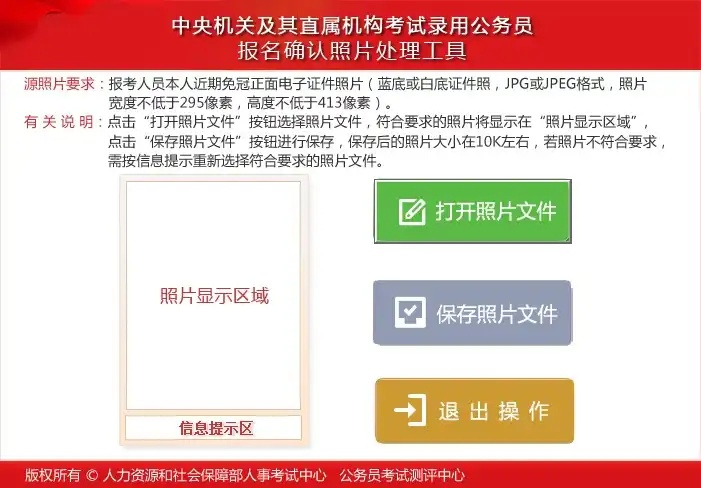 中央机关及其直属机构考试录用公务员
报名确认照片处理工具
源照片要求：报考人员本人近期免冠正面电子证件照片（蓝底或白底证件照，JPG或JPEG格式，照片
宽度不低于295像素，高度不低于413像素）。
有关说明：点击“打开照片文件”按钮选择照片文件，符合要求的照片将显示在“照片显示区域”，
点击“保存照片文件”按钮进行保存，保存后的照片大小在10K左右，若照片不符合要求，
需按信息提示重新选择符合要求的照片文件。
照片显示区域
信息提示区
打开照片文件
保存照片文件
退出操作
版权所有 © 人力资源和社会保障部人事考试中心 公务员考试测评中心